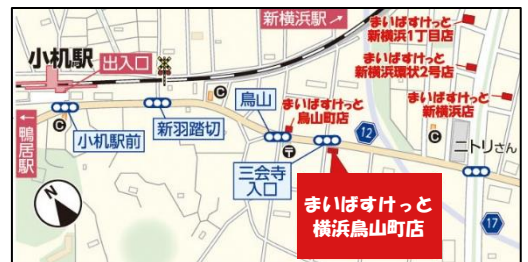 新横浜駅
まいばすけっと
新横浜1丁目店
小机駅
出入口
まいばすけっと
新横浜環状2号店
鳥山
まいばすけっと
鳥山町店
まいばすけっと
新横浜店
鴨居駅
小机駅前
新羽踏切
三会寺
入口
12
ニトリさん
まいばすけっと
横浜鳥山町店
17
N